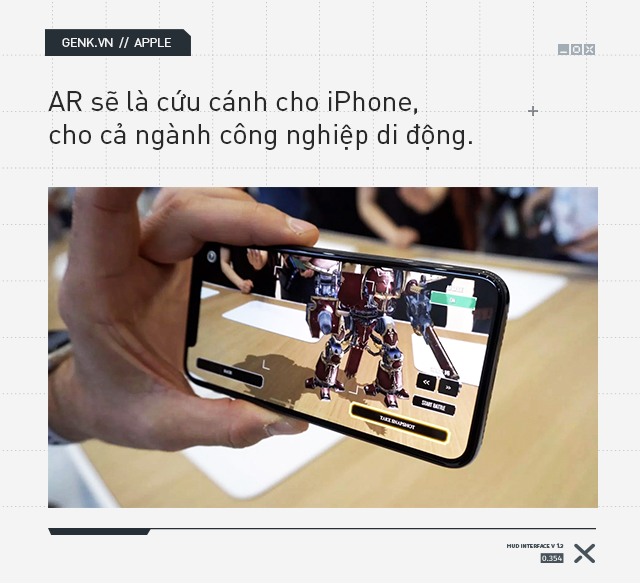 GENK.VN // APPLE
AR sẽ là cứu cánh cho iPhone,
cho cả ngành công nghiệp di động.
START BATTLE
TAKE SNAPSHOT
MUD INTERFACE V 1.2
0.354